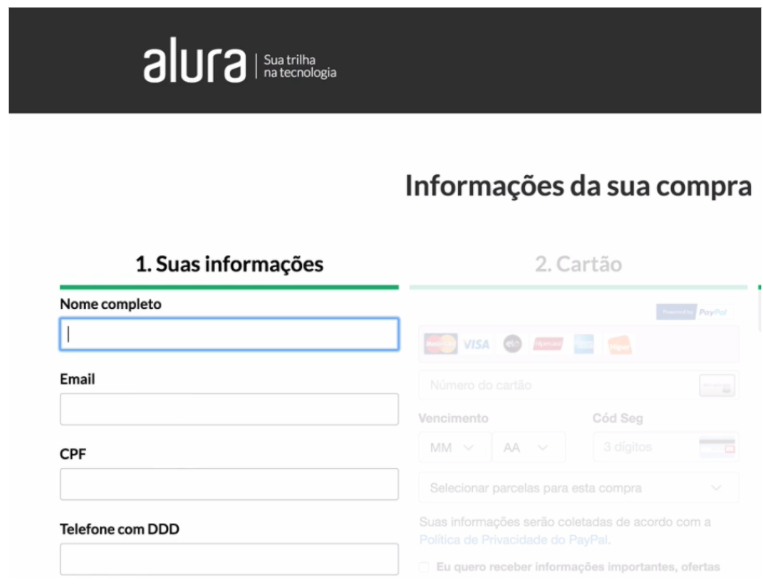 alura
Sua trilha
na tecnologia
Informações da sua compra
1. Suas informações
Nome completo
Email
CPF
Telefone com DDD
2. Cartão
PayPal
VISA
elo
Número do cartão
Vencimento
Cód Seg
MM
AA
3 dígitos
Selecionar parcelas para esta compra
Suas informações serão coletadas de acordo com a
Política de Privacidade do PayPal.
Eu quero receber informações importantes, ofertas